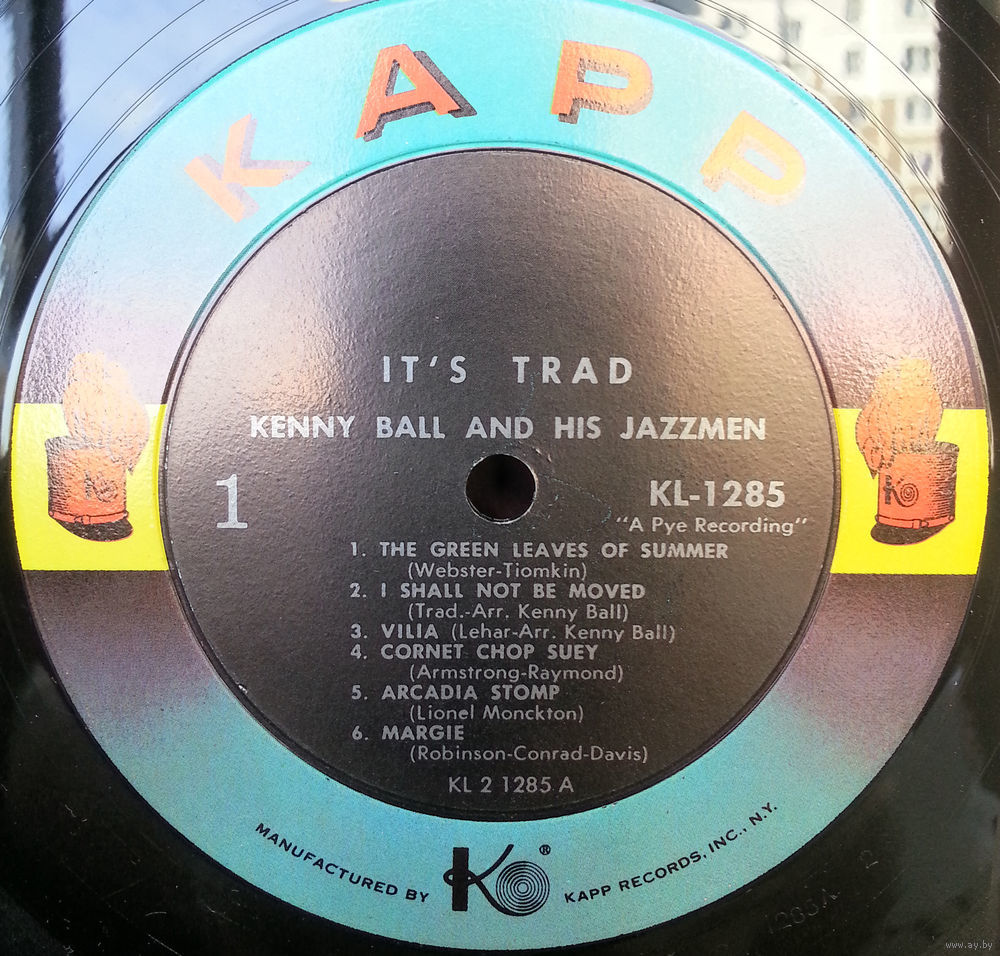 KAPP
IT'S TRAD
KENNY BALL AND HIS JAZZMEN
1
KL-1285
"A Pye Recording"
1. THE GREEN LEAVES OF SUMMER
(Webster-Tiomkin)
2. I SHALL NOT BE MOVED
(Trad.-Arr. Kenny Ball)
3. VILIA (Lehar-Arr. Kenny Ball)
4. CORNET CHOP SUEY
(Armstrong-Raymond)
5. ARCADIA STOMP
(Lionel Monckton)
6. MARGIE
(Robinson-Conrad-Davis)
KL 2 1285 A
MANUFACTURED BY K ® KAPP RECORDS, INC., N.Y.
www.ay.by